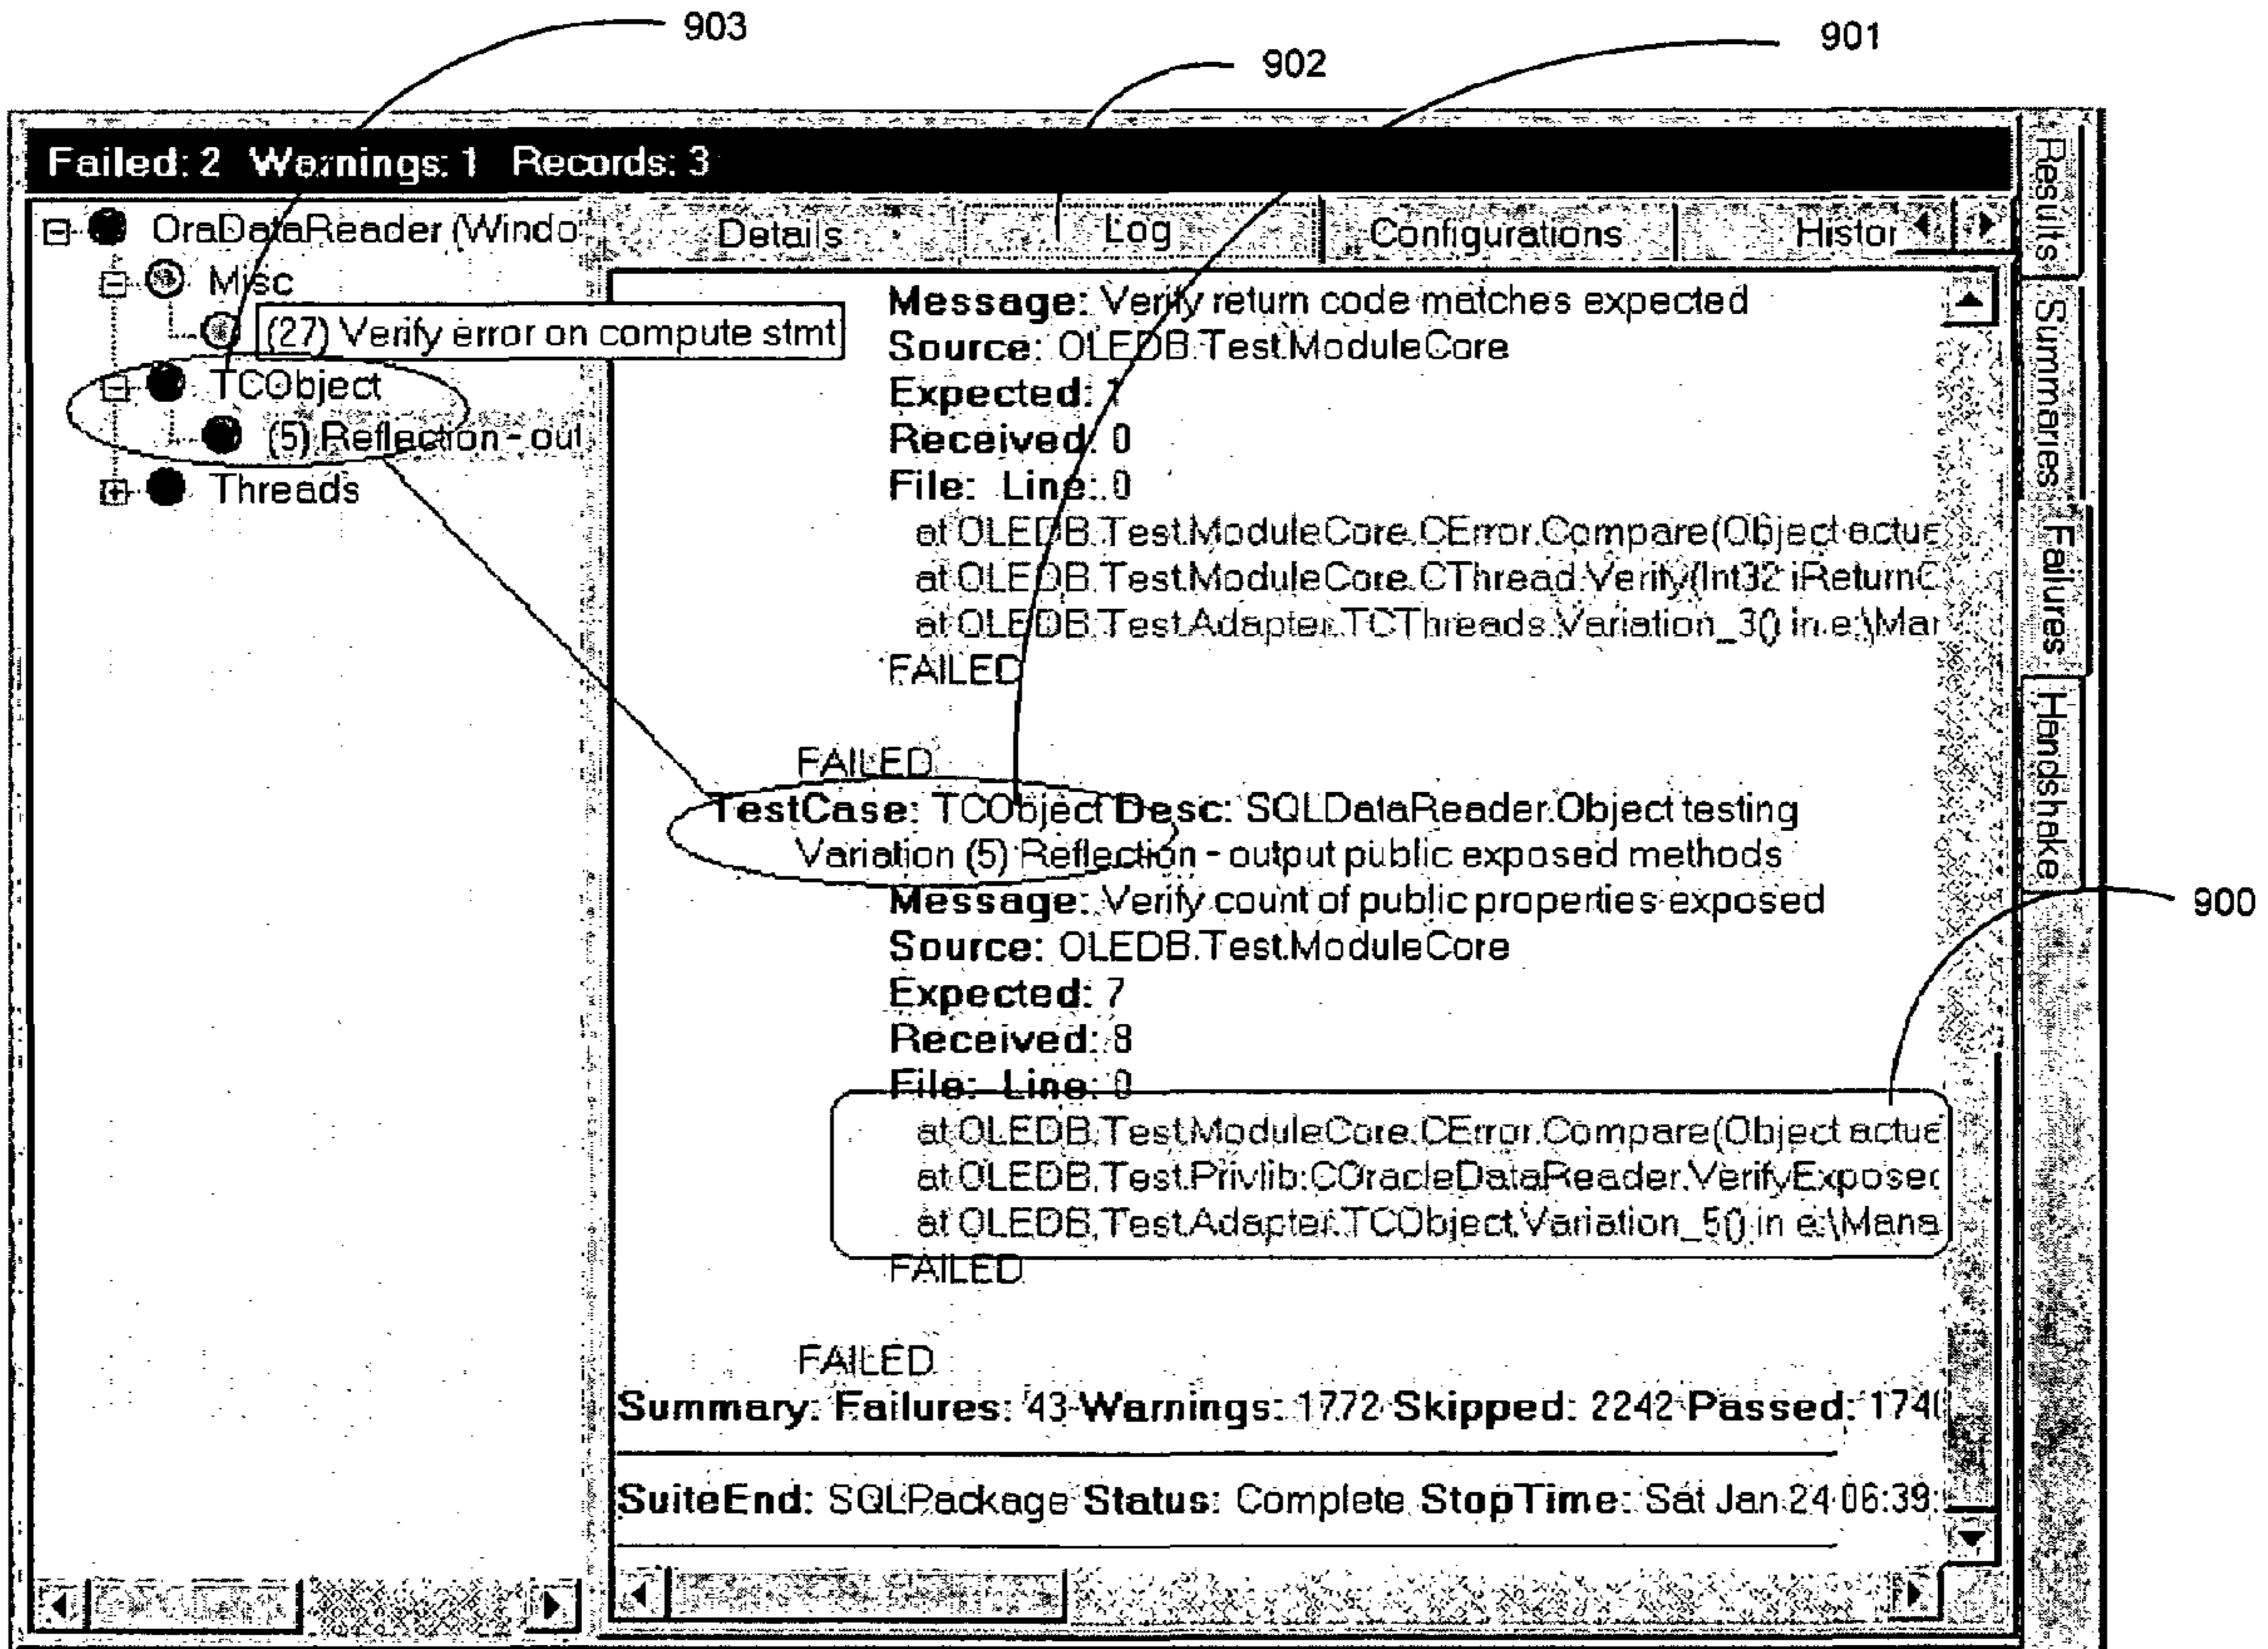 903
902
901
Failed: 2 Warnings: 1 Records: 3
OraDataReader (Windo
Misc
(27) Verify error on compute stmt
TCObject
(5) Reflection - out
Threads
Details
Log
Configurations
Histor
Message: Verify return code matches expected
Source: OLEDB.Test.ModuleCore
Expected: 1
Received: 0
File: Line: 0
at OLEDB.Test.ModuleCore.CError.Compare(Object actua
at OLEDB.Test.ModuleCore.CThread.Verify(Int32 iReturnC
at OLEDB.Test.Adapter.TCThreads.Variation_3() in e:\Man
FAILED
FAILED
TestCase: TCObject Desc: SQLDataReader.Object testing
Variation (5) Reflection - output public exposed methods
Message: Verify count of public properties exposed
Source: OLEDB.Test.ModuleCore
Expected: 7
Received: 8
File: Line: 0
at OLEDB.Test.ModuleCore.CError.Compare(Object actua
at OLEDB.Test.Privlib.COracleDataReader.VerifyExposed
at OLEDB.Test.Adapter.TCObject.Variation_5() in e:\Mana
FAILED
FAILED
Summary: Failures: 43 Warnings: 1772 Skipped: 2242 Passed:
SuiteEnd: SQLPackage Status: Complete StopTime: Sat Jan 24 06:39:
Results
Summaries
Failures
Handshake
900